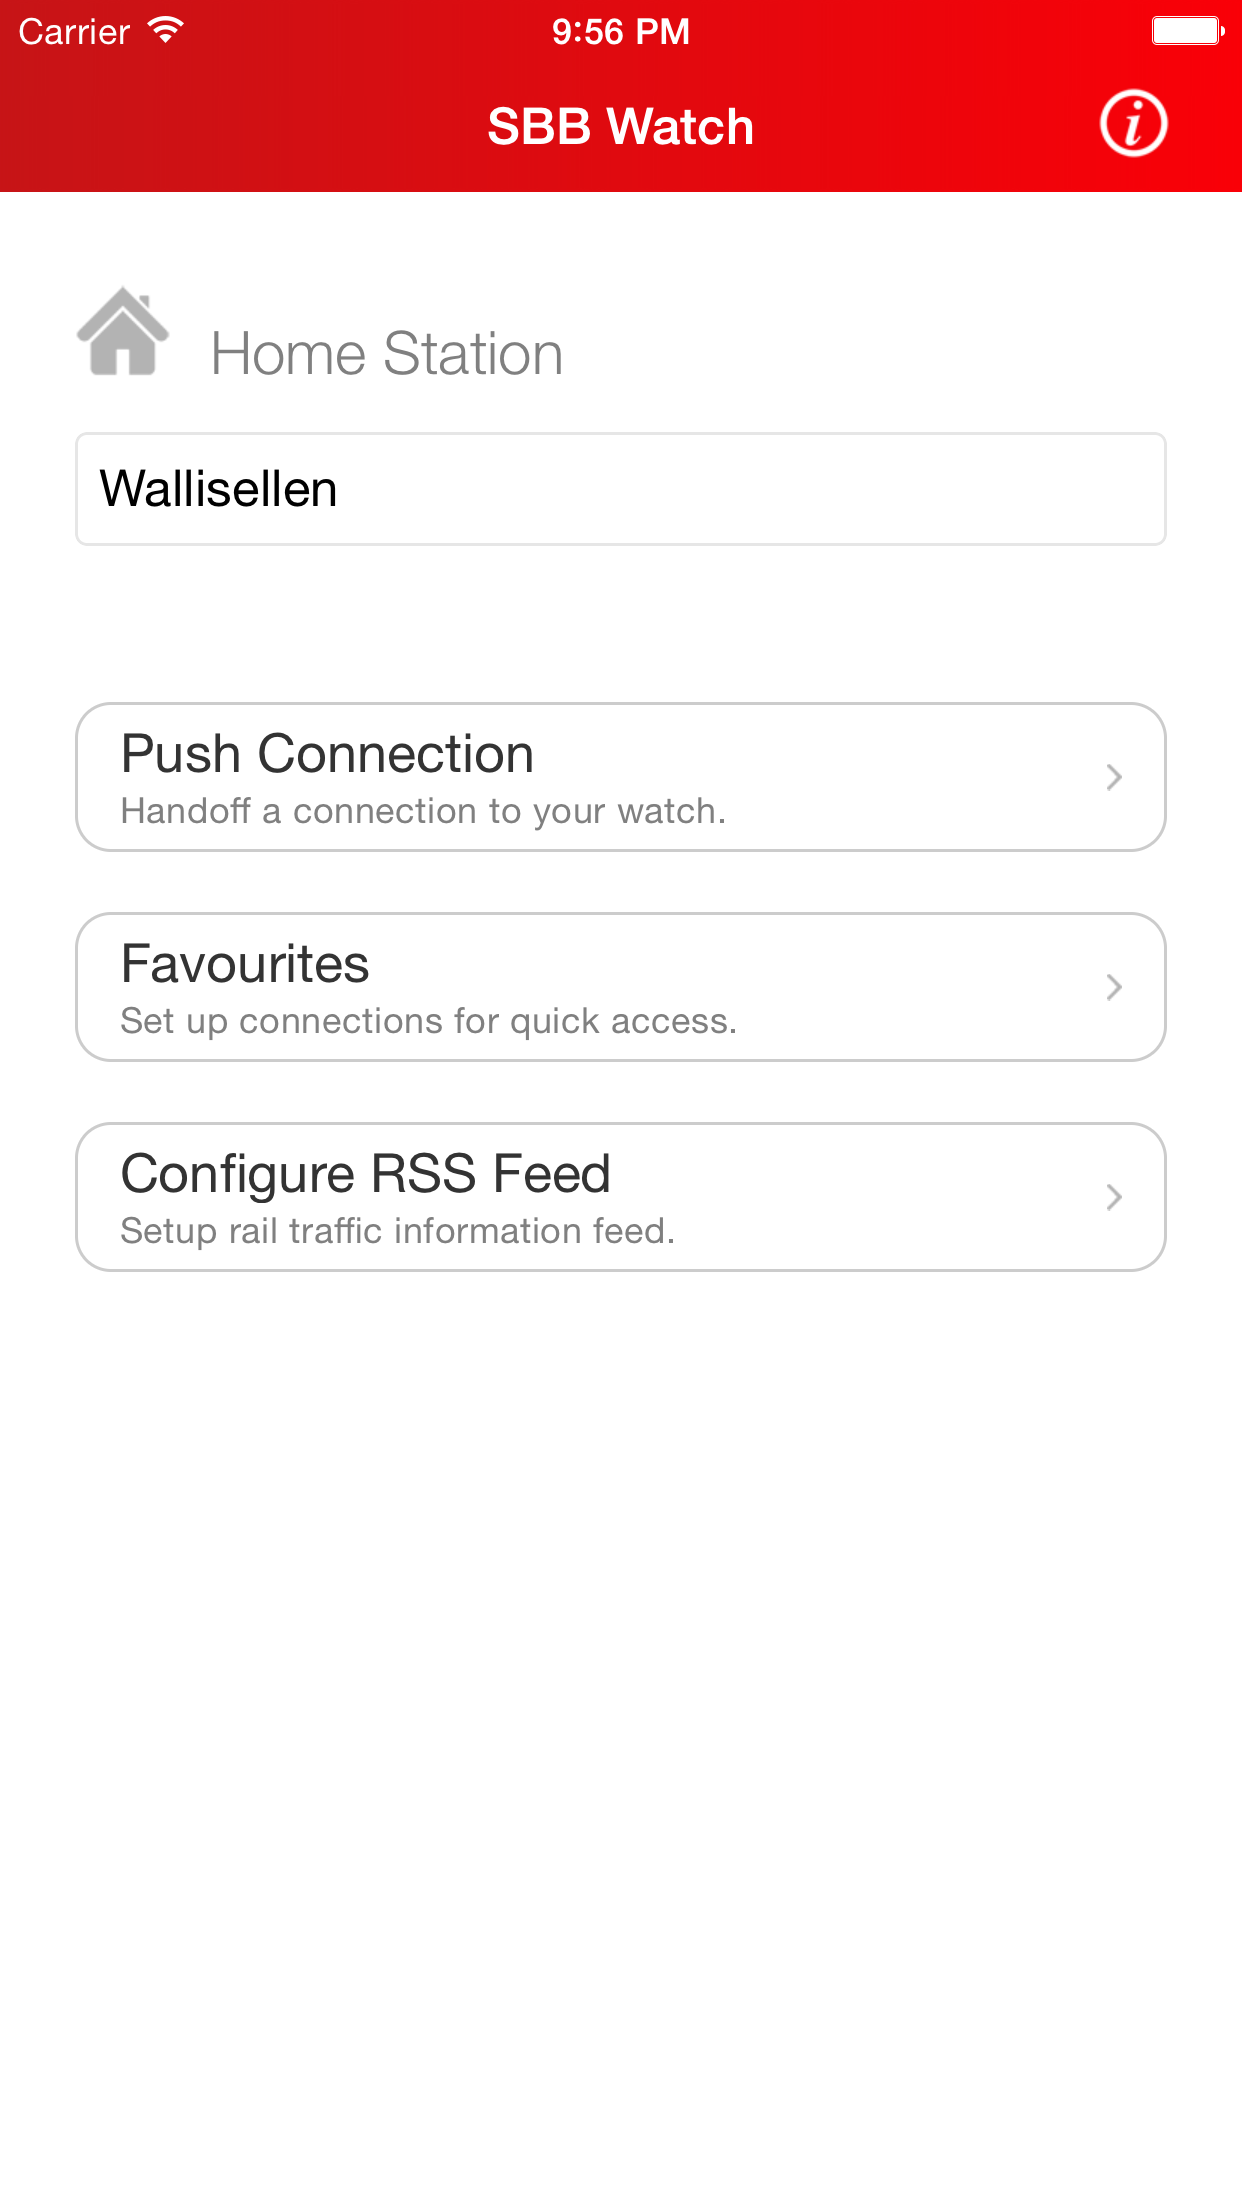 Carrier 9:56 PM
SBB Watch
Home Station
Wallisellen
Push Connection
Handoff a connection to your watch.
Favourites
Set up connections for quick access.
Configure RSS Feed
Setup rail traffic information feed.